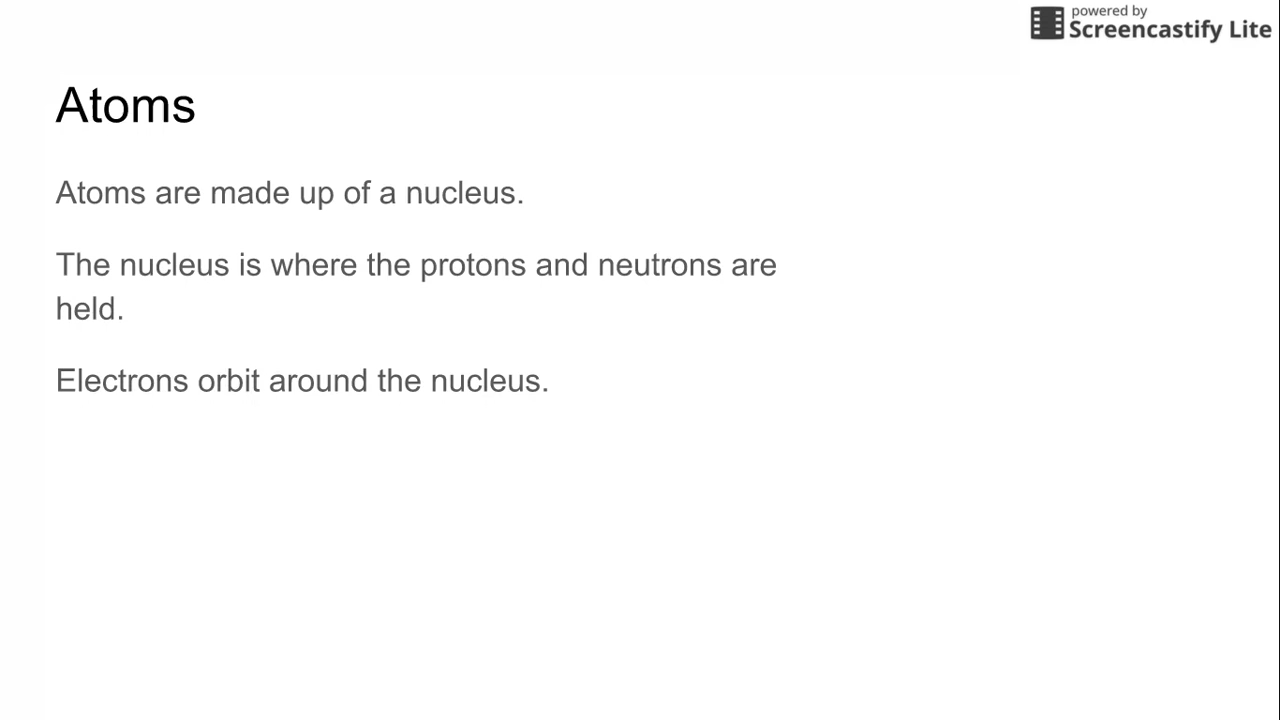 powered by
Screencastify Lite
Atoms
Atoms are made up of a nucleus.
The nucleus is where the protons and neutrons are
held.
Electrons orbit around the nucleus.